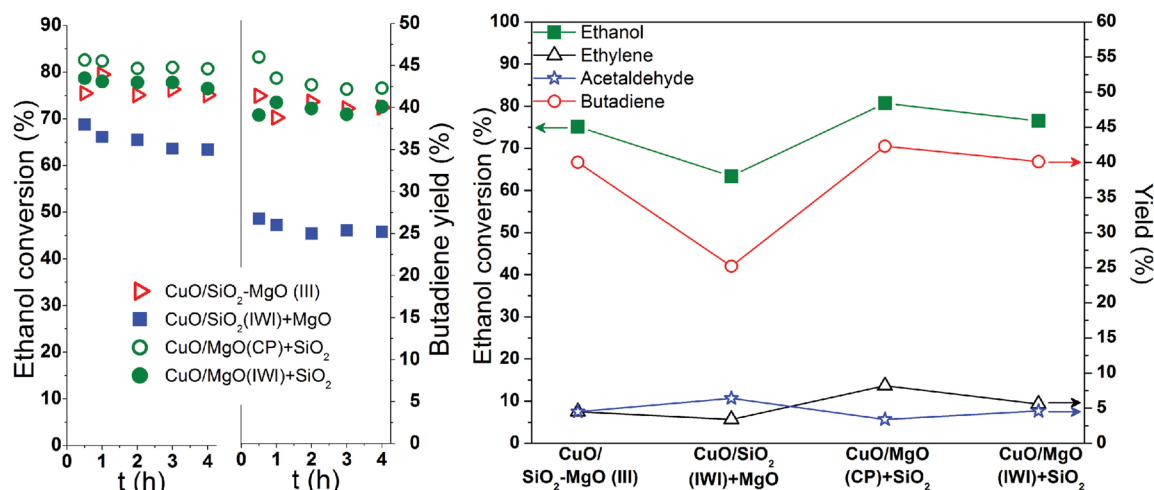 90
80
70
60
50
40
30
20
10
0
Ethanol conversion (%)
0 1 2 3 4
t (h)
0 1 2 3 4
t (h)
50
45
40
35
30
25
20
15
10
5
0
Butadiene yield (%)
CuO/SiO₂-MgO (III)
CuO/SiO₂(IWI)+MgO
CuO/MgO(CP)+SiO₂
CuO/MgO(IWI)+SiO₂
100
90
80
70
60
50
40
30
20
10
0
Ethanol conversion (%)
Ethanol
Ethylene
Acetaldehyde
Butadiene
60
55
50
45
40
35
30
25
20
15
10
5
0
Yield (%)
CuO/
SiO₂-MgO (III)
CuO/SiO₂
(IWI)+MgO
CuO/MgO
(CP)+SiO₂
CuO/MgO
(IWI)+SiO₂